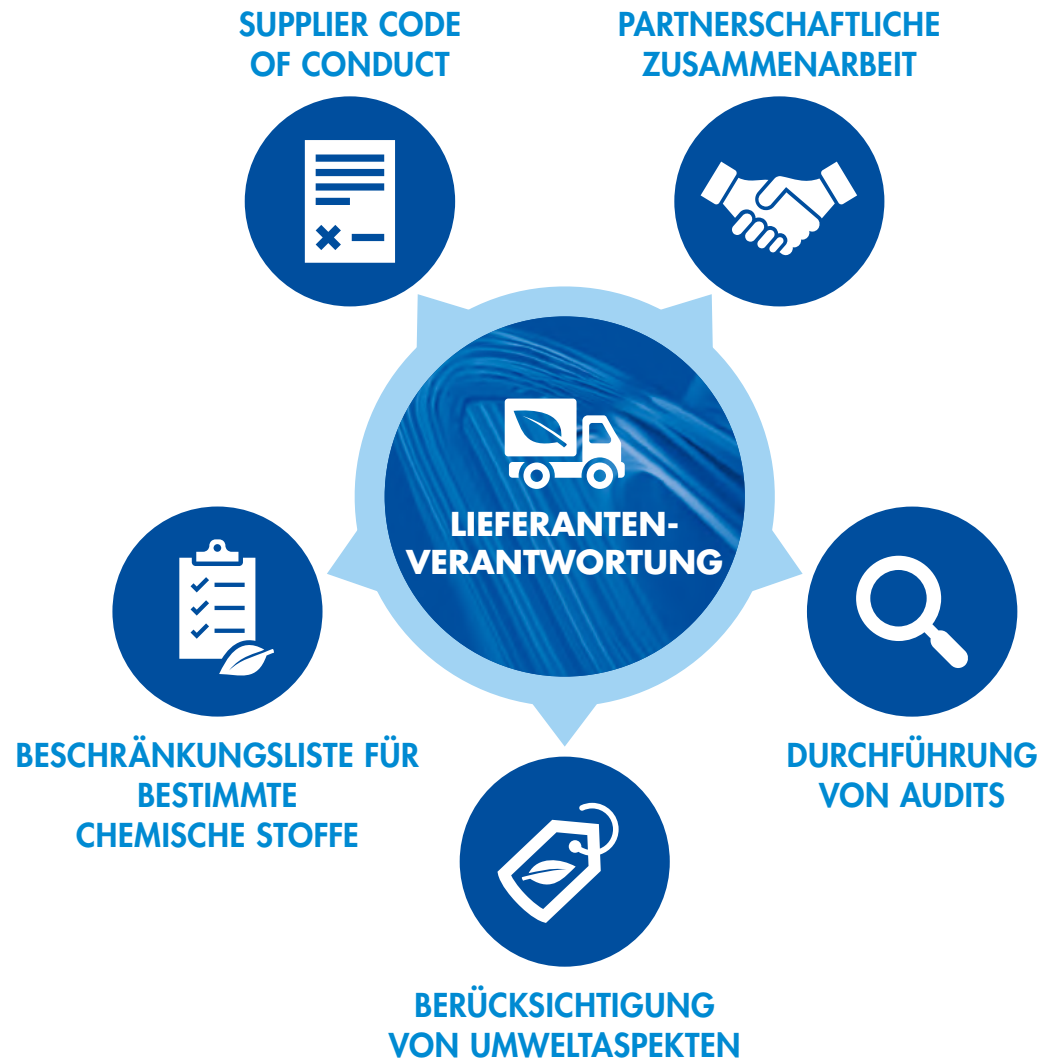 SUPPLIER CODE
OF CONDUCT
PARTNERSCHAFTLICHE
ZUSAMMENARBEIT
LIEFERANTEN-
VERANTWORTUNG
BESCHRÄNKUNGSLISTE FÜR
BESTIMMTE
CHEMISCHE STOFFE
DURCHFÜHRUNG
VON AUDITS
BERÜCKSICHTIGUNG
VON UMWELTASPEKTEN